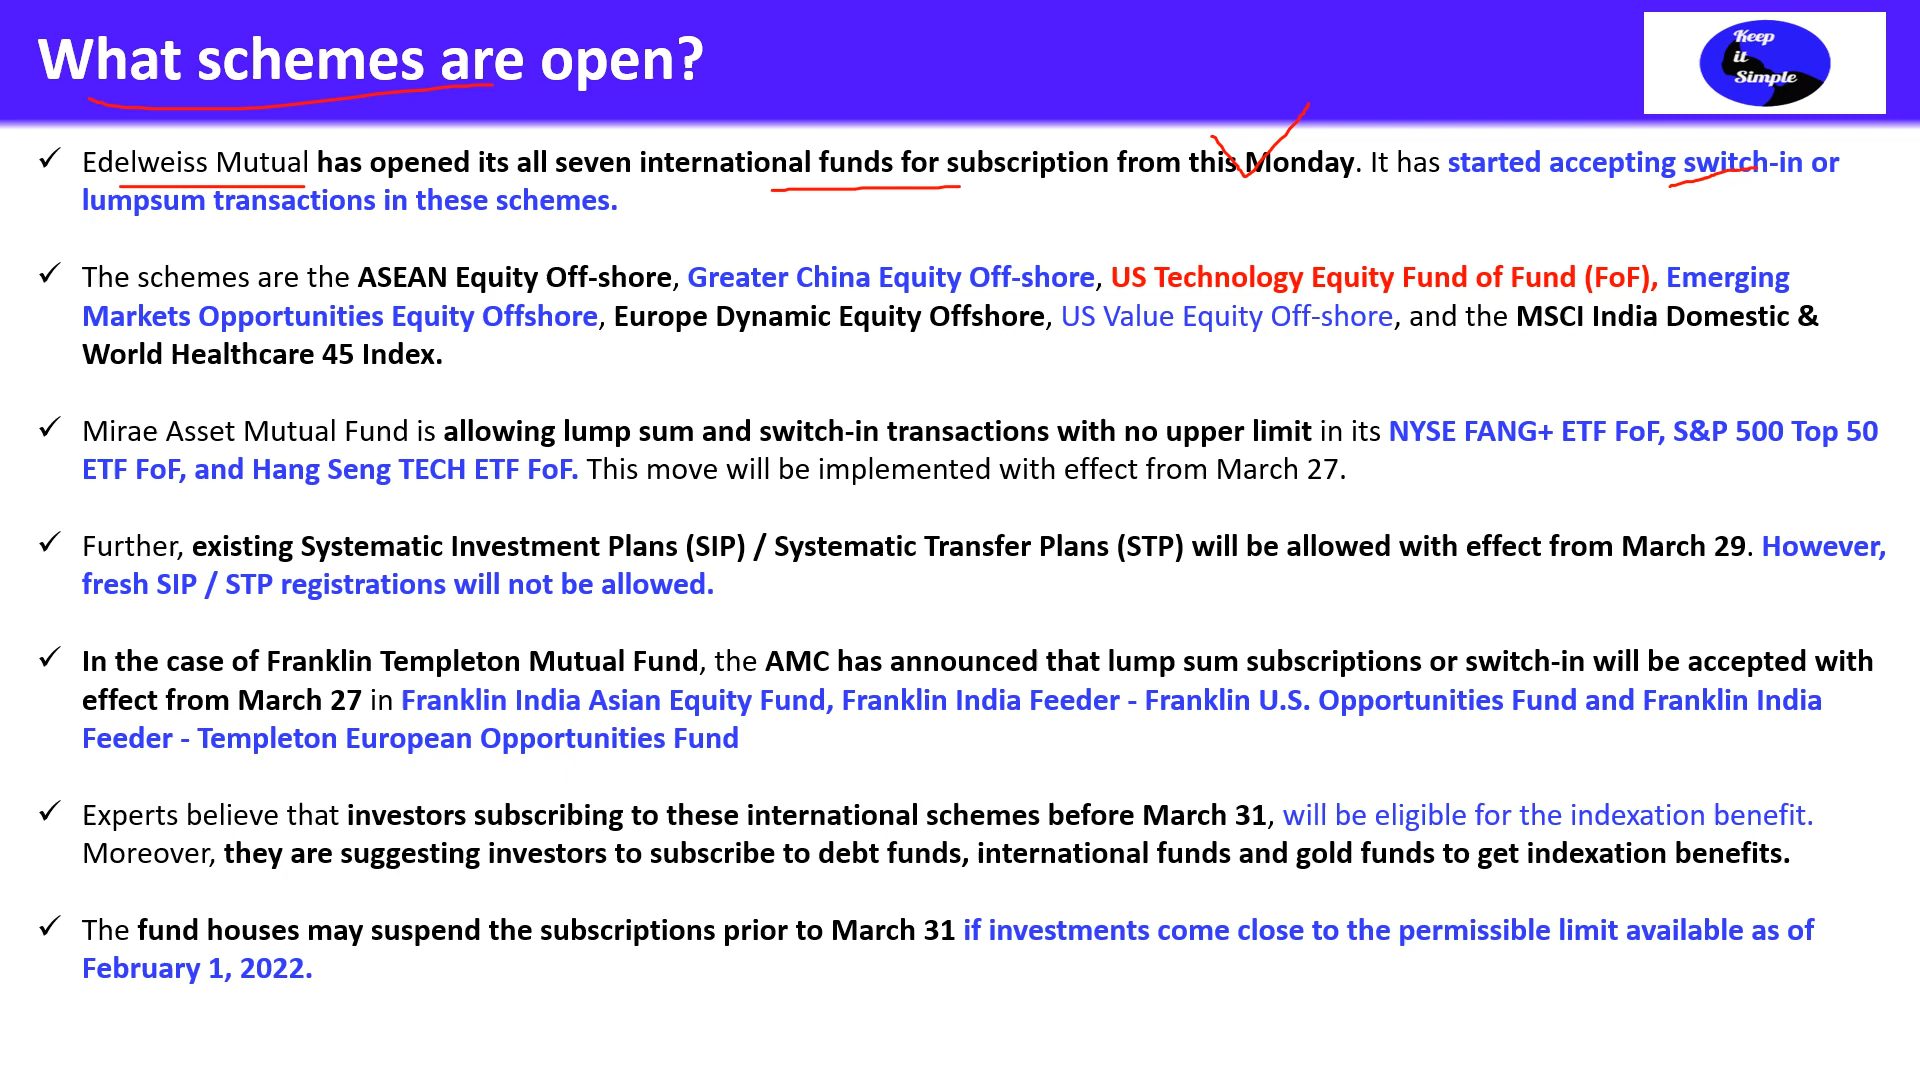 What schemes are open?
Keep
it
Simple
✓ Edelweiss Mutual has opened its all seven international funds for subscription from this Monday. It has started accepting switch-in or
lumpsum transactions in these schemes.
✓ The schemes are the ASEAN Equity Off-shore, Greater China Equity Off-shore, US Technology Equity Fund of Fund (FoF), Emerging
Markets Opportunities Equity Offshore, Europe Dynamic Equity Offshore, US Value Equity Off-shore, and the MSCI India Domestic &
World Healthcare 45 Index.
✓ Mirae Asset Mutual Fund is allowing lump sum and switch-in transactions with no upper limit in its NYSE FANG+ ETF FoF, S&P 500 Top 50
ETF FoF, and Hang Seng TECH ETF FoF. This move will be implemented with effect from March 27.
✓ Further, existing Systematic Investment Plans (SIP) / Systematic Transfer Plans (STP) will be allowed with effect from March 29. However,
fresh SIP / STP registrations will not be allowed.
✓ In the case of Franklin Templeton Mutual Fund, the AMC has announced that lump sum subscriptions or switch-in will be accepted with
effect from March 27 in Franklin India Asian Equity Fund, Franklin India Feeder - Franklin U.S. Opportunities Fund and Franklin India
Feeder - Templeton European Opportunities Fund
✓ Experts believe that investors subscribing to these international schemes before March 31, will be eligible for the indexation benefit.
Moreover, they are suggesting investors to subscribe to debt funds, international funds and gold funds to get indexation benefits.
✓ The fund houses may suspend the subscriptions prior to March 31 if investments come close to the permissible limit available as of
February 1, 2022.